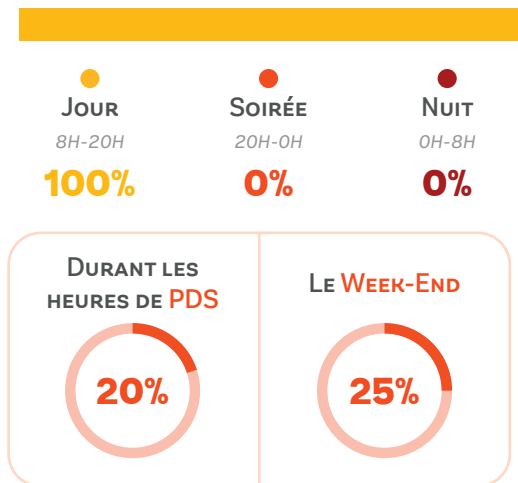 Jour
8H-20H
100%
Soirée
20H-0H
0%
Nuit
0H-8H
0%
Durant les
heures de PDS
20%
Le Week-End
25%